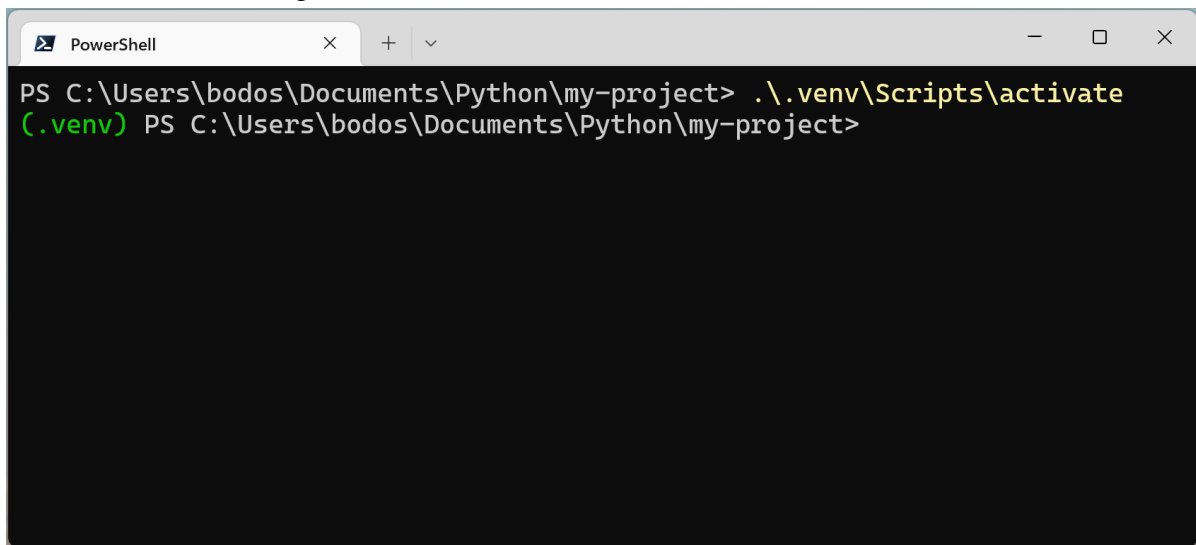 PowerShell
PS C:\Users\bodos\Documents\Python\my-project> .\.venv\Scripts\activate
(.venv) PS C:\Users\bodos\Documents\Python\my-project>